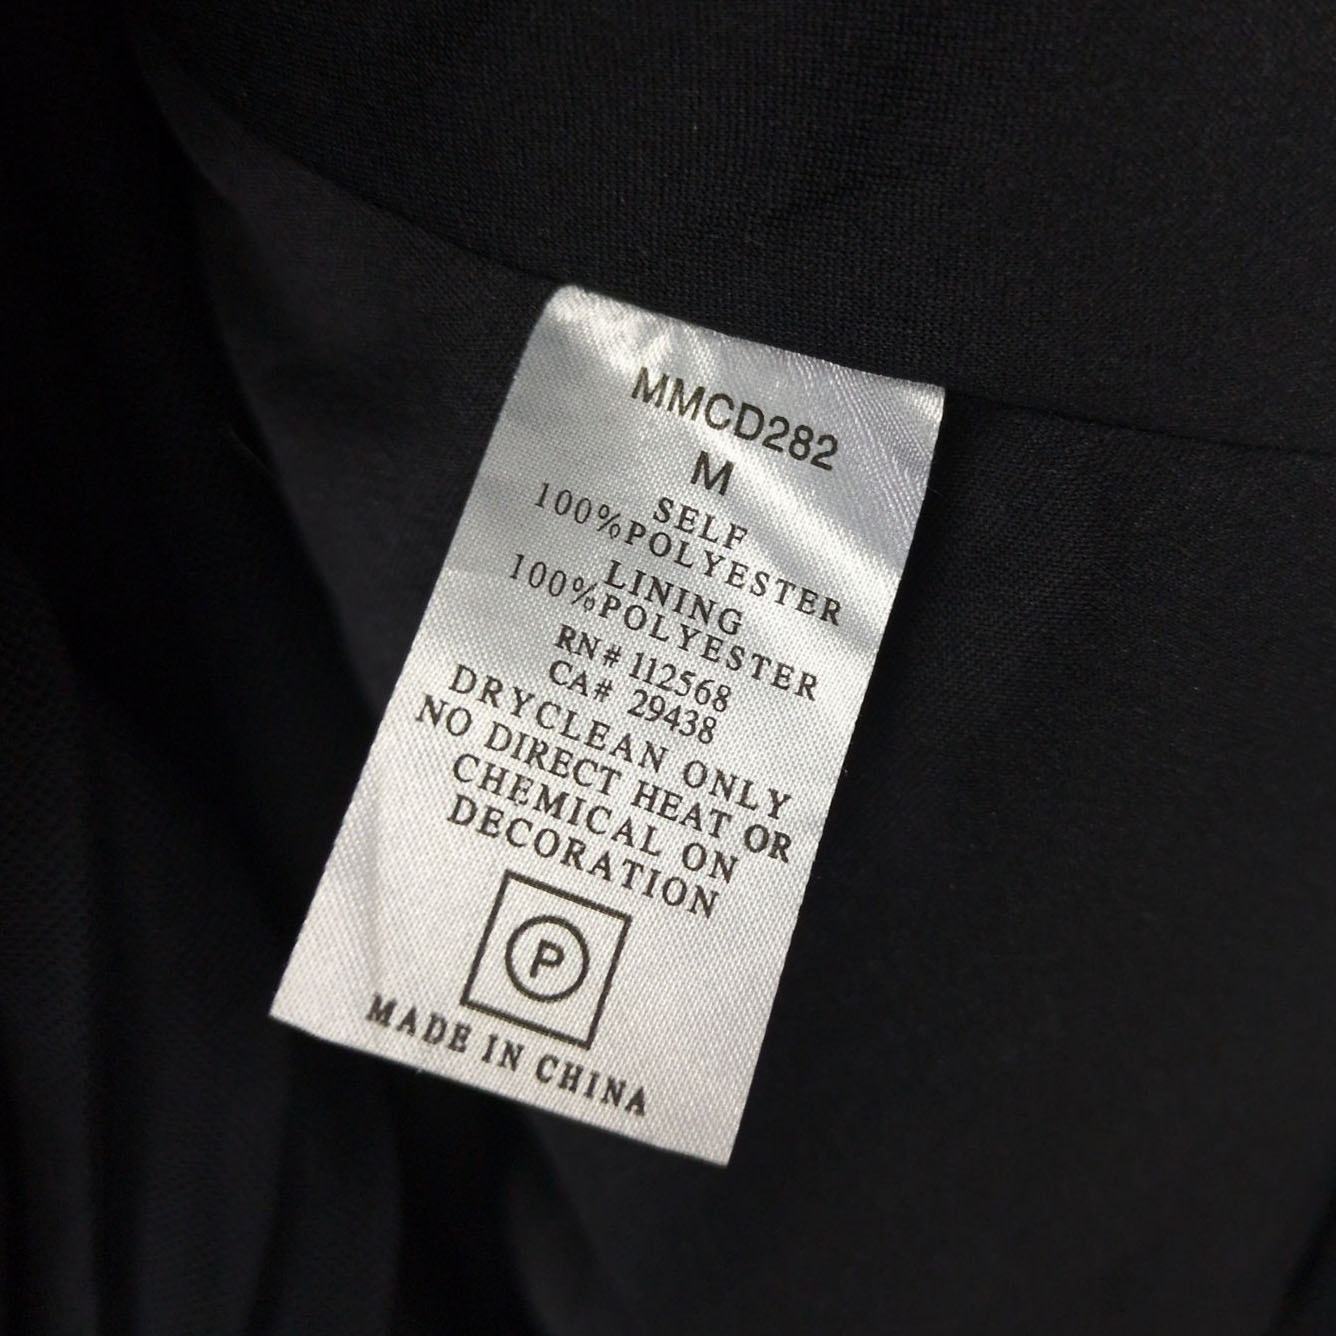 MMCD282
M
SELF
100%POLYESTER
LINING
100%POLYESTER
RN# 112568
CA# 29438
DRYCLEAN ONLY
NO DIRECT HEAT OR
CHEMICAL ON
DECORATION
P
MADE IN CHINA